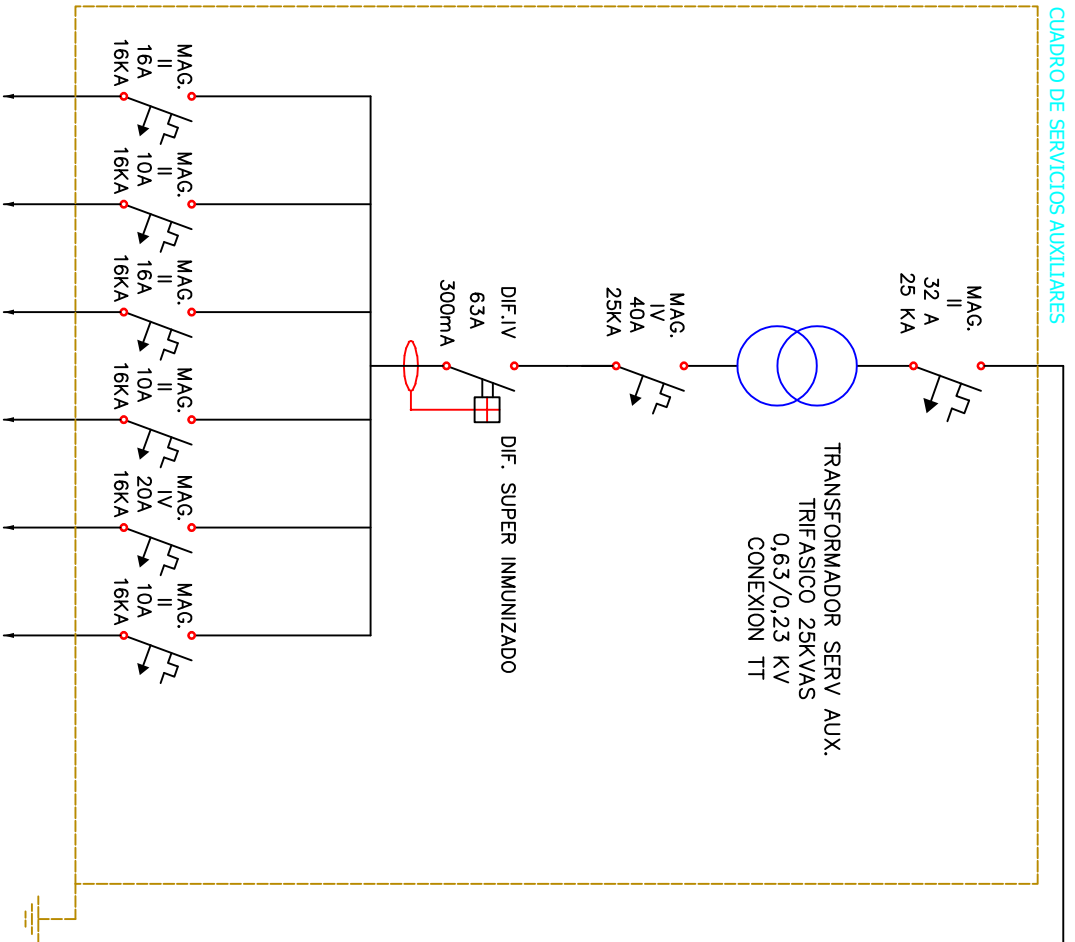 CUADRO DE SERVICIOS AUXILIARES
MAG.
II
32 A
25 KA
TRANSFORMADOR SERV AUX.
TRIFASICO 25KVAS
0,63/0,23 KV
CONEXION TT
MAG.
IV
40A
25KA
DIF.IV
63A
300mA
DIF. SUPER INMUNIZADO
MAG.
II
16A
16KA
MAG.
II
10A
16KA
MAG.
II
16A
16KA
MAG.
II
10A
16KA
MAG.
IV
20A
16KA
MAG.
II
10A
16KA